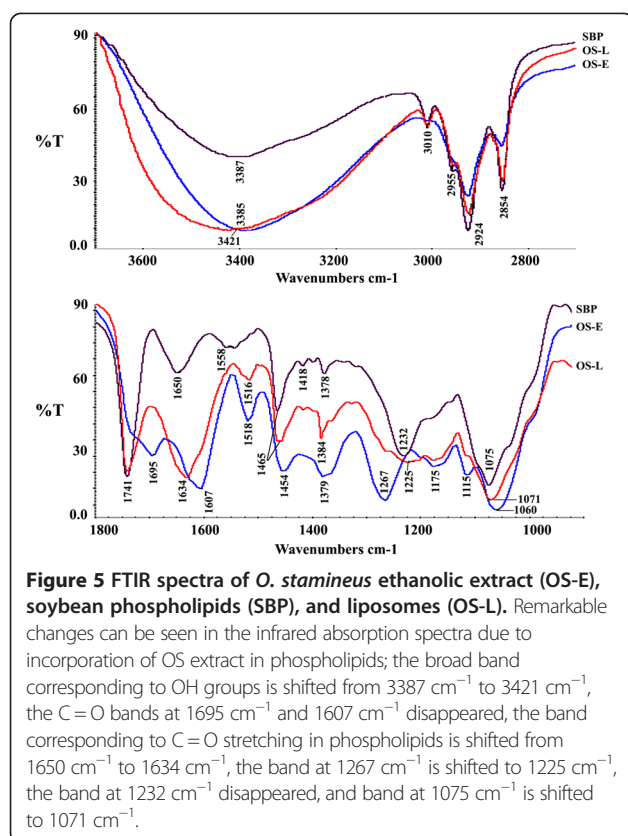 90
SBP
OS-L
OS-E
60
%T
30
0.0
3387
3385
3421
3010
2955
2924
2854
3600
3400
3200
3000
2800
Wavenumbers cm-1
90
SBP
OS-E
OS-L
60
%T
30
0.0
1741
1695
1650
1634
1607
1558
1516
1518
1465
1454
1418
1378
1384
1379
1267
1232
1225
1175
1115
1075
1071
1060
1800
1600
1400
1200
1000
Wavenumbers cm-1
Figure 5 FTIR spectra of O. stamineus ethanolic extract (OS-E),
soybean phospholipids (SBP), and liposomes (OS-L). Remarkable
changes can be seen in the infrared absorption spectra due to
incorporation of OS extract in phospholipids; the broad band
corresponding to OH groups is shifted from 3387 cm⁻¹ to 3421 cm⁻¹,
the C = O bands at 1695 cm⁻¹ and 1607 cm⁻¹ disappeared, the band
corresponding to C = O stretching in phospholipids is shifted from
1650 cm⁻¹ to 1634 cm⁻¹, the band at 1267 cm⁻¹ is shifted to 1225 cm⁻¹,
the band at 1232 cm⁻¹ disappeared, and band at 1075 cm⁻¹ is shifted
to 1071 cm⁻¹.